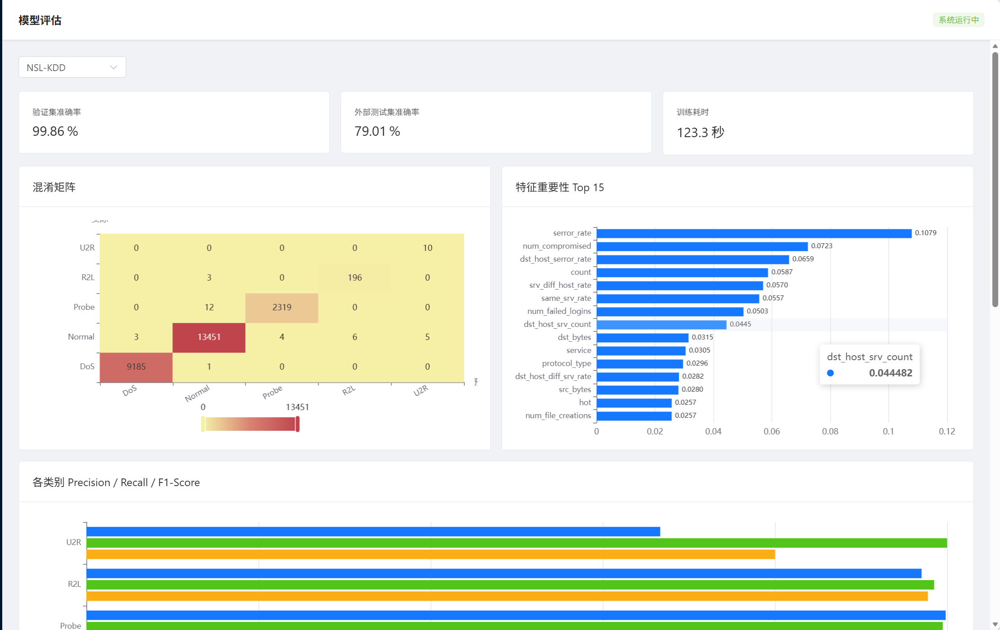 模型评估
系统运行中
NSL-KDD
验证集准确率
99.86 %
外部测试集准确率
79.01 %
训练耗时
123.3 秒
混淆矩阵
U2R 0 0 0 0 10
R2L 0 3 0 196 0
Probe 0 12 2319 0 0
Normal 3 13451 4 6 5
DoS 9185 1 0 0 0
DoS Normal Probe R2L U2R
0 13451
特征重要性 Top 15
serror_rate 0.1079
num_compromised 0.0723
dst_host_serror_rate 0.0659
count 0.0587
srv_diff_host_rate 0.0570
same_srv_rate 0.0557
num_failed_logins 0.0503
dst_host_srv_count 0.0445
dst_bytes 0.0315
service 0.0305
protocol_type 0.0296
dst_host_diff_srv_rate 0.0282
src_bytes 0.0280
hot 0.0257
num_file_creations 0.0257
0 0.02 0.04 0.06 0.08 0.1 0.12
dst_host_srv_count
0.044482
各类别 Precision / Recall / F1-Score
U2R
R2L
Probe